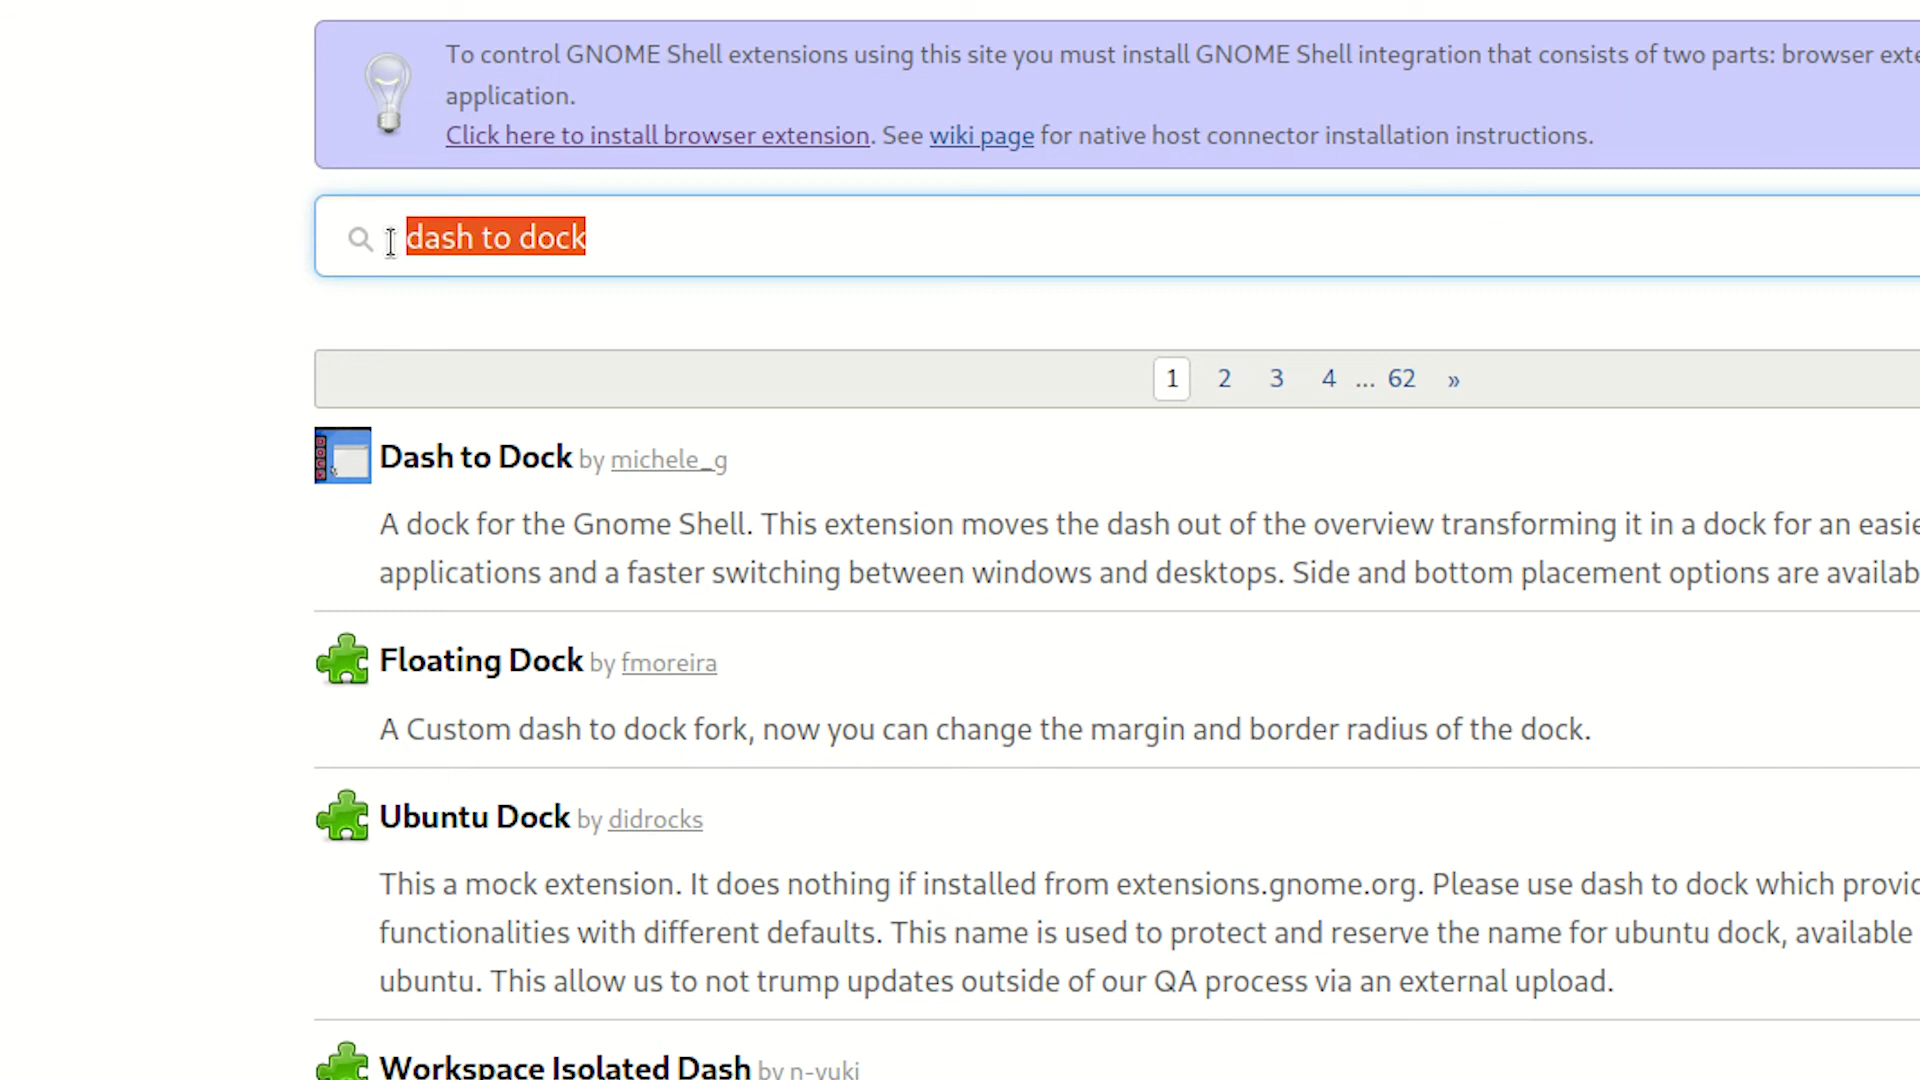 To control GNOME Shell extensions using this site you must install GNOME Shell integration that consists of two parts: browser exte
application.
Click here to install browser extension. See wiki page for native host connector installation instructions.
dash to dock
1 2 3 4 ... 62 »
Dash to Dock by michele_g
A dock for the Gnome Shell. This extension moves the dash out of the overview transforming it in a dock for an easie
applications and a faster switching between windows and desktops. Side and bottom placement options are availab
Floating Dock by fmoreira
A Custom dash to dock fork, now you can change the margin and border radius of the dock.
Ubuntu Dock by didrocks
This a mock extension. It does nothing if installed from extensions.gnome.org. Please use dash to dock which provid
functionalities with different defaults. This name is used to protect and reserve the name for ubuntu dock, available
ubuntu. This allow us to not trump updates outside of our QA process via an external upload.
Workspace Isolated Dash by n-yuki